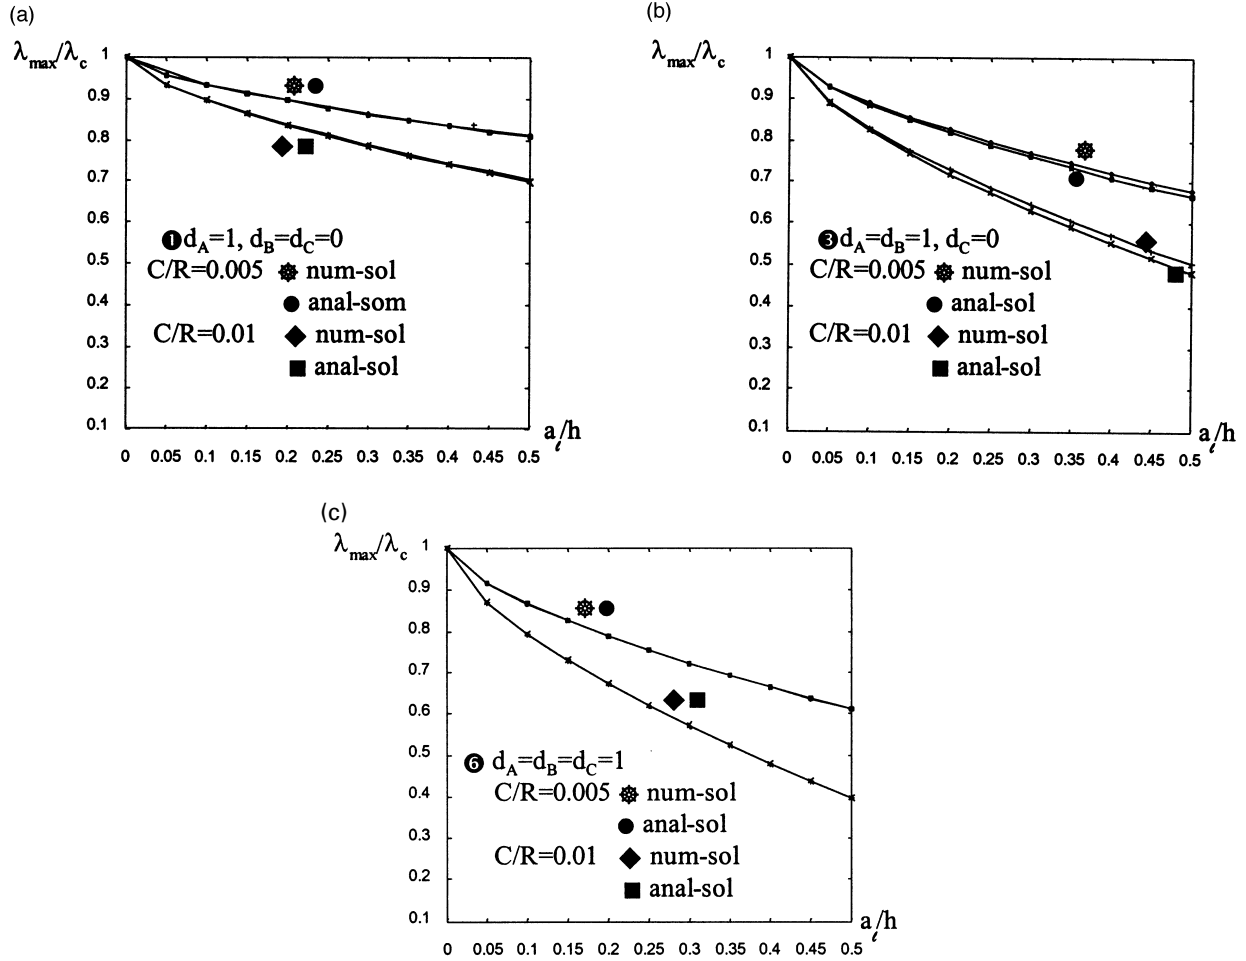 (a)
λmax/λc
1
0.9
0.8
0.7
0.6
0.5
0.4
0.3
0.2
0.1
❶ dA=1, dB=dC=0
C/R=0.005 num-sol
anal-som
C/R=0.01 num-sol
anal-sol
aℓ/h
0 0.05 0.1 0.15 0.2 0.25 0.3 0.35 0.4 0.45 0.5
(b)
λmax/λc
1
0.9
0.8
0.7
0.6
0.5
0.4
0.3
0.2
0.1
❸ dA=dB=1, dC=0
C/R=0.005 num-sol
anal-sol
C/R=0.01 num-sol
anal-sol
aℓ/h
0 0.05 0.1 0.15 0.2 0.25 0.3 0.35 0.4 0.45 0.5
(c)
λmax/λc
1
0.9
0.8
0.7
0.6
0.5
0.4
0.3
0.2
0.1
❻ dA=dB=dC=1
C/R=0.005 num-sol
anal-sol
C/R=0.01 num-sol
anal-sol
aℓ/h
0 0.05 0.1 0.15 0.2 0.25 0.3 0.35 0.4 0.45 0.5